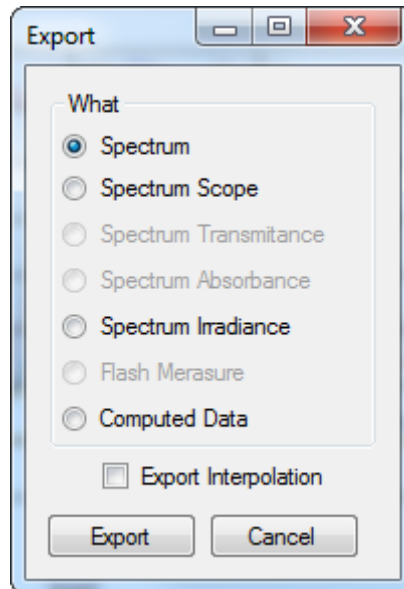 Export
What
Spectrum
Spectrum Scope
Spectrum Transmitance
Spectrum Absorbance
Spectrum Irradiance
Flash Merasure
Computed Data
Export Interpolation
Export Cancel